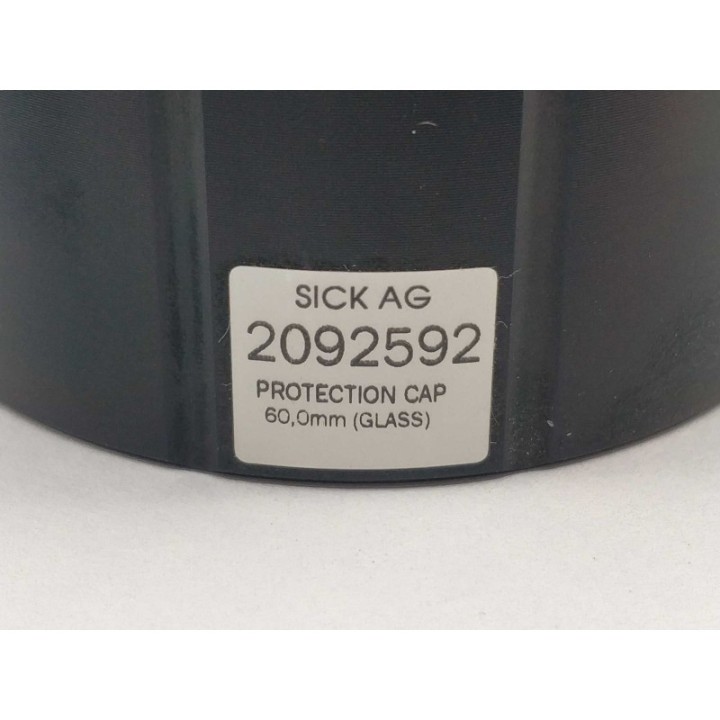 SICK AG
2092592
PROTECTION CAP
60,0mm (GLASS)